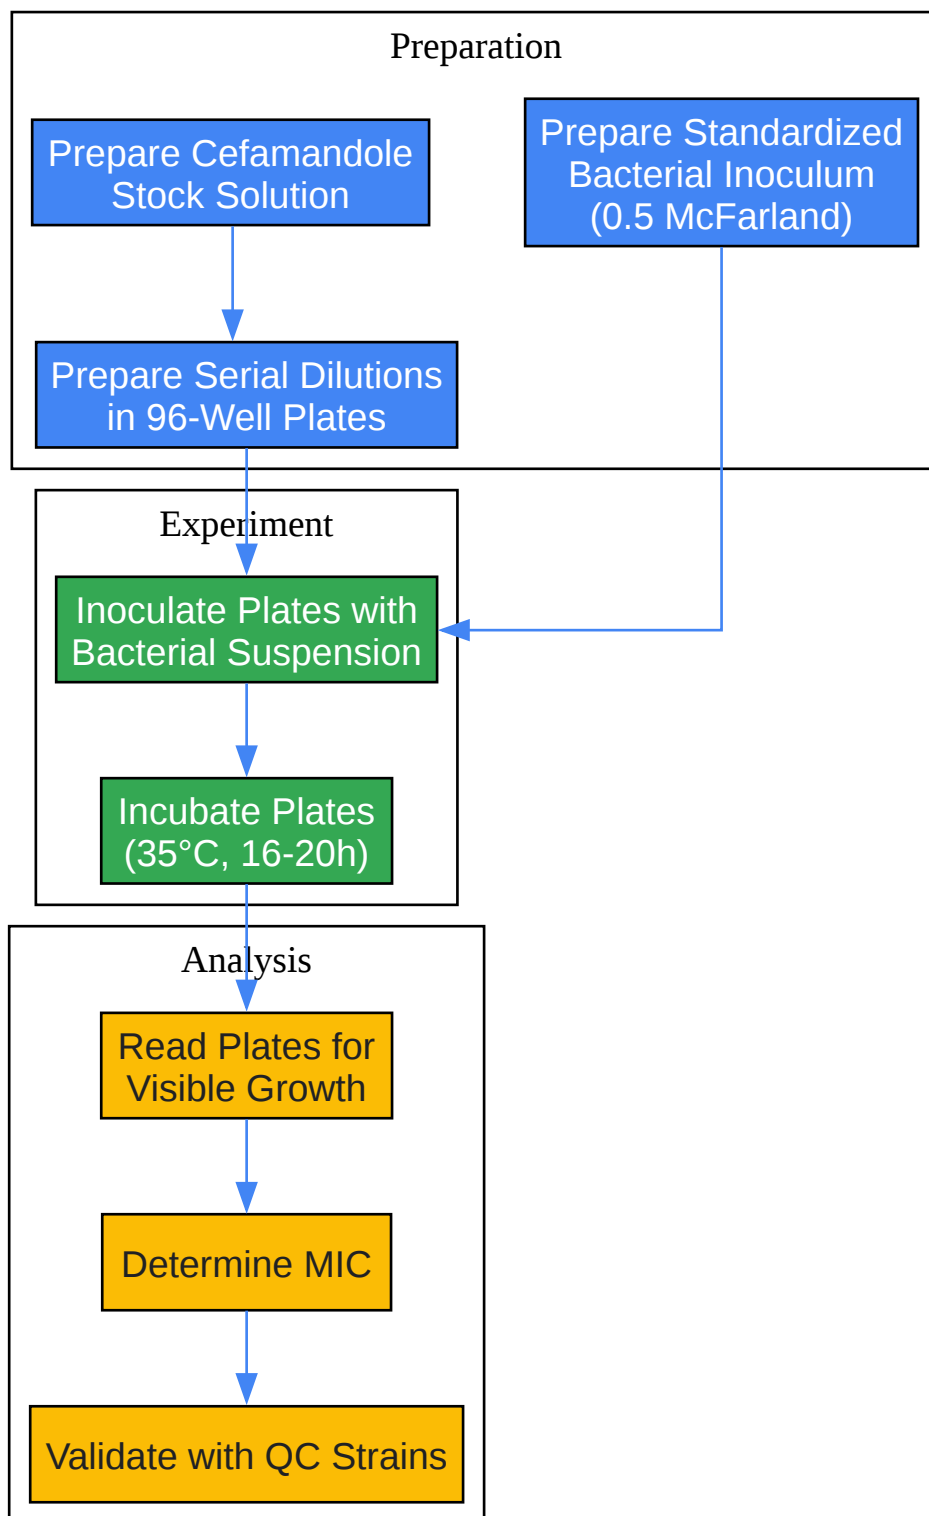 Preparation
Prepare Cefamandole
Stock Solution
Prepare Standardized
Bacterial Inoculum
(0.5 McFarland)
Prepare Serial Dilutions
in 96-Well Plates
Experiment
Inoculate Plates with
Bacterial Suspension
Incubate Plates
(35°C, 16-20h)
Analysis
Read Plates for
Visible Growth
Determine MIC
Validate with QC Strains